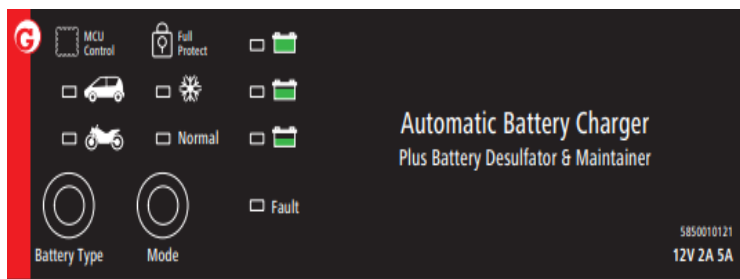 G
MCU
Control
Full
Protect
Normal
Fault
Battery Type
Mode
Automatic Battery Charger
Plus Battery Desulfator & Maintainer
5850010121
12V 2A 5A